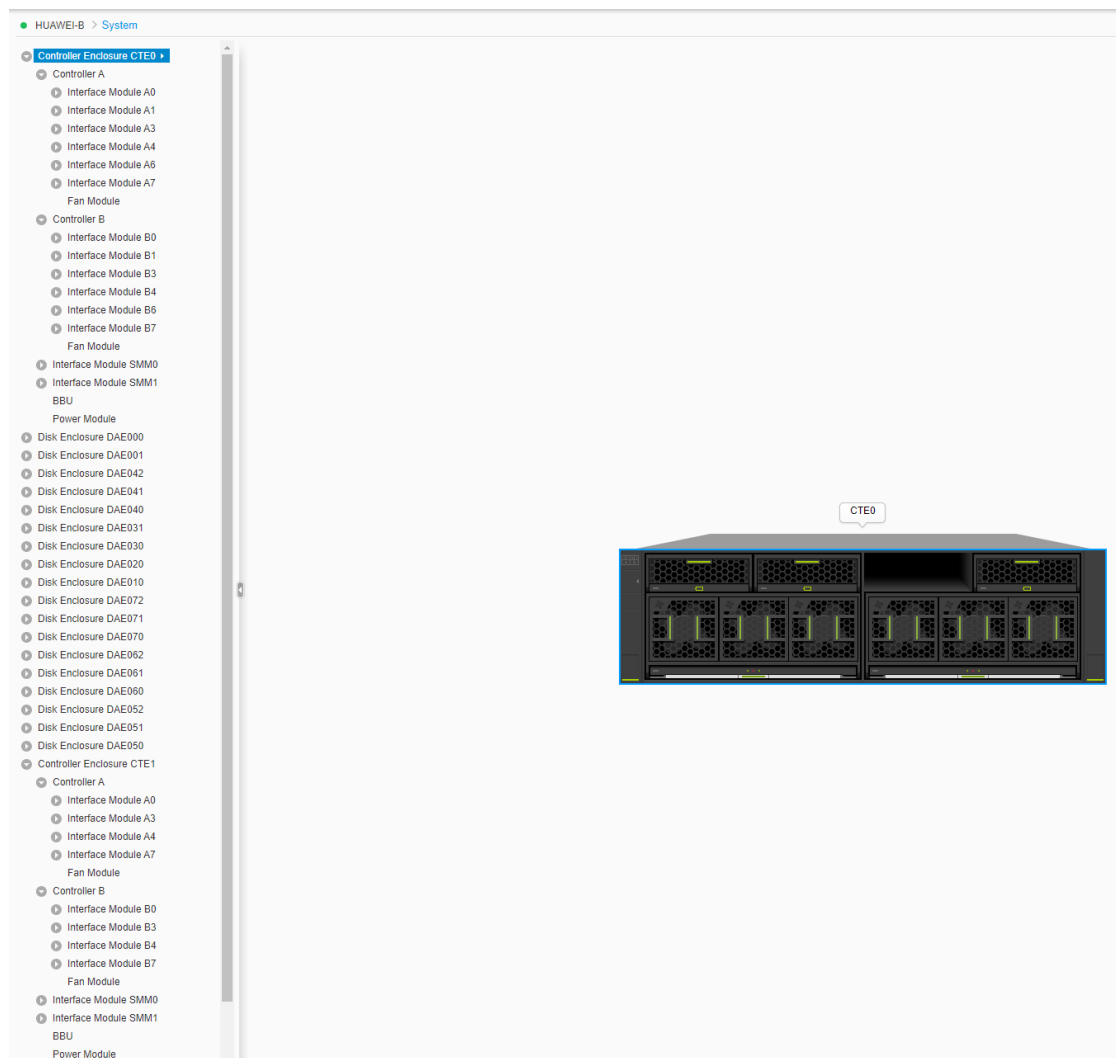 HUAWEI-B > System
Controller Enclosure CTE0
Controller A
Interface Module A0
Interface Module A1
Interface Module A3
Interface Module A4
Interface Module A6
Interface Module A7
Fan Module
Controller B
Interface Module B0
Interface Module B1
Interface Module B3
Interface Module B4
Interface Module B6
Interface Module B7
Fan Module
Interface Module SMM0
Interface Module SMM1
BBU
Power Module
Disk Enclosure DAE000
Disk Enclosure DAE001
Disk Enclosure DAE042
Disk Enclosure DAE041
Disk Enclosure DAE040
Disk Enclosure DAE031
Disk Enclosure DAE030
Disk Enclosure DAE020
Disk Enclosure DAE010
Disk Enclosure DAE072
Disk Enclosure DAE071
Disk Enclosure DAE070
Disk Enclosure DAE062
Disk Enclosure DAE061
Disk Enclosure DAE060
Disk Enclosure DAE052
Disk Enclosure DAE051
Disk Enclosure DAE050
Controller Enclosure CTE1
Controller A
Interface Module A0
Interface Module A3
Interface Module A4
Interface Module A7
Fan Module
Controller B
Interface Module B0
Interface Module B3
Interface Module B4
Interface Module B7
Fan Module
Interface Module SMM0
Interface Module SMM1
BBU
Power Module
CTE0